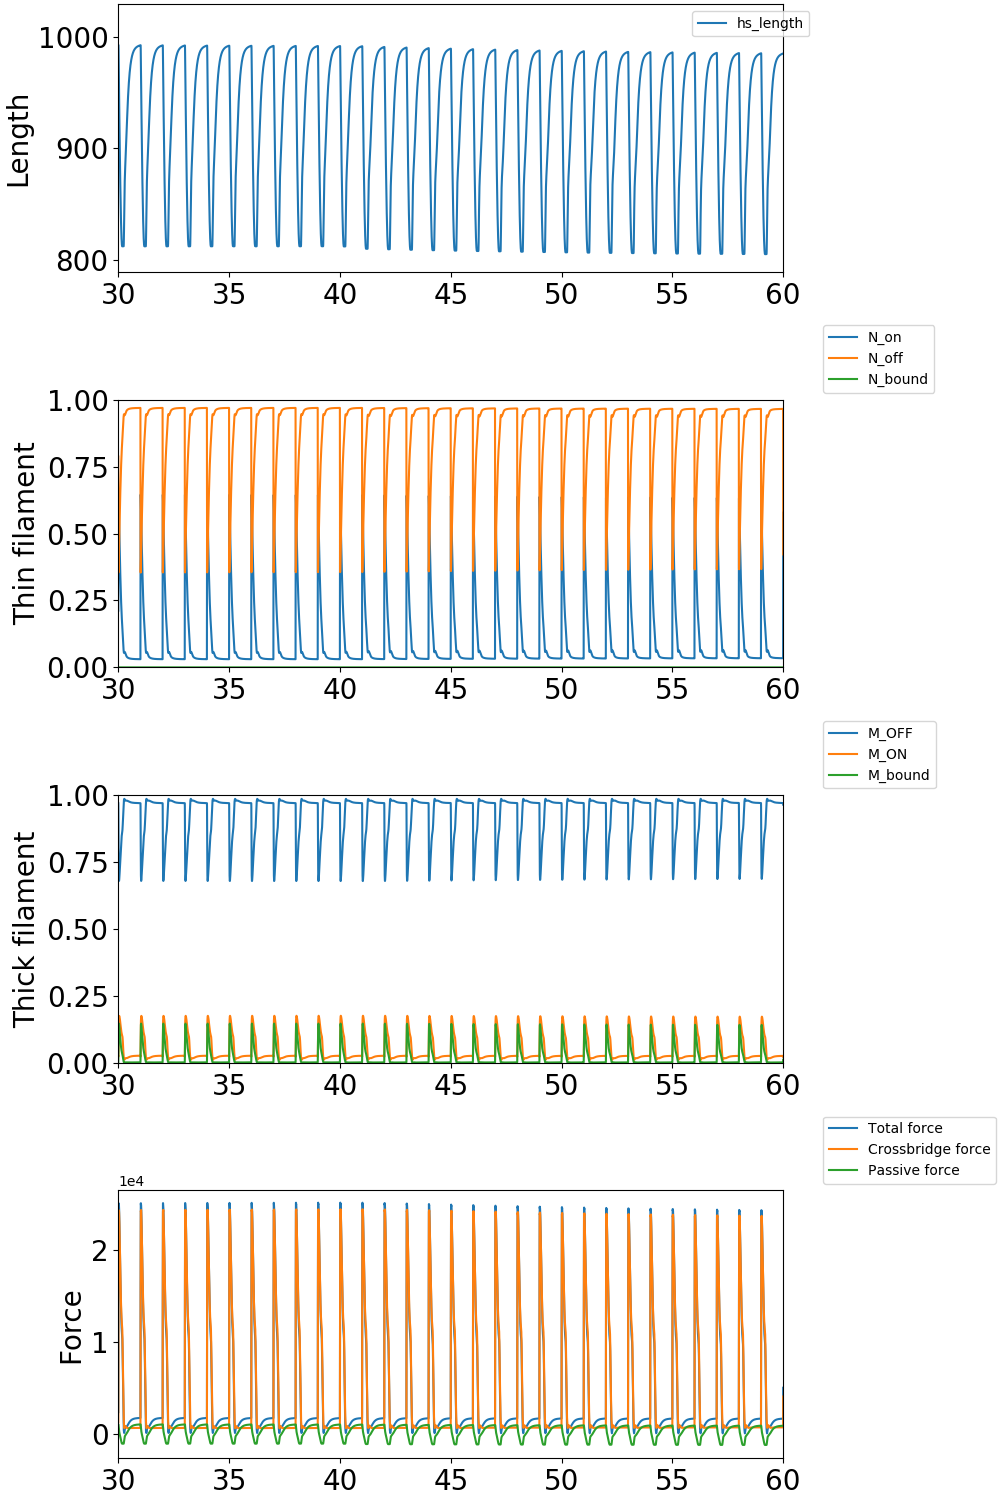 hs_length
Length
1000
900
800
30 35 40 45 50 55 60
N_on
N_off
N_bound
Thin filament
1.00
0.75
0.50
0.25
0.00
30 35 40 45 50 55 60
M_OFF
M_ON
M_bound
Thick filament
1.00
0.75
0.50
0.25
0.00
30 35 40 45 50 55 60
Total force
Crossbridge force
Passive force
1e4
Force
2
1
0
30 35 40 45 50 55 60